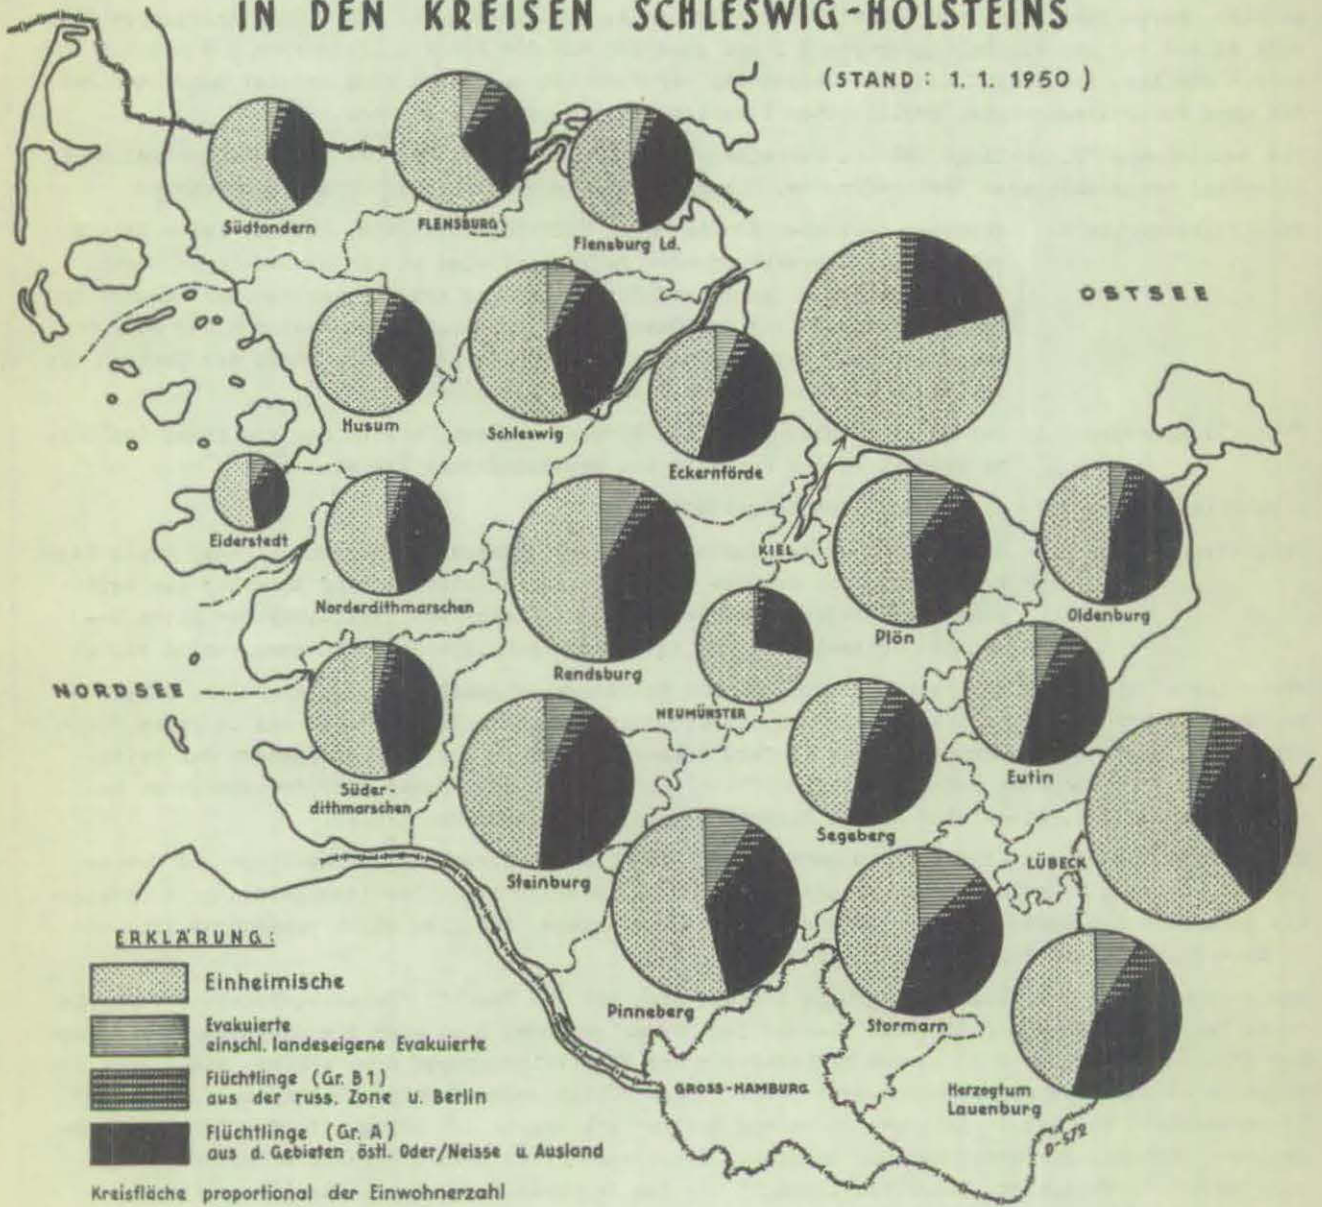 IN DEN KREISEN SCHLESWIG-HOLSTEINS
(STAND: 1. 1. 1950)
Südtondern
FLENSBURG
Flensburg Ld.
OSTSEE
Husum
Schleswig
Eckernförde
Eiderstedt
KIEL
Norderdithmarschen
Plön
Oldenburg
Rendsburg
NORDSEE
NEUMÜNSTER
Eutin
Süder-
dithmarschen
Segeberg
Steinburg
LÜBECK
Pinneberg
Stormarn
GROSS-HAMBURG
Herzogtum
Lauenburg
D-572
ERKLÄRUNG:
Einheimische
Evakuierte
einschl. landeseigene Evakuierte
Flüchtlinge (Gr. B1)
aus der russ. Zone u. Berlin
Flüchtlinge (Gr. A)
aus d. Gebieten östl. Oder/Neisse u. Ausland
Kreisfläche proportional der Einwohnerzahl